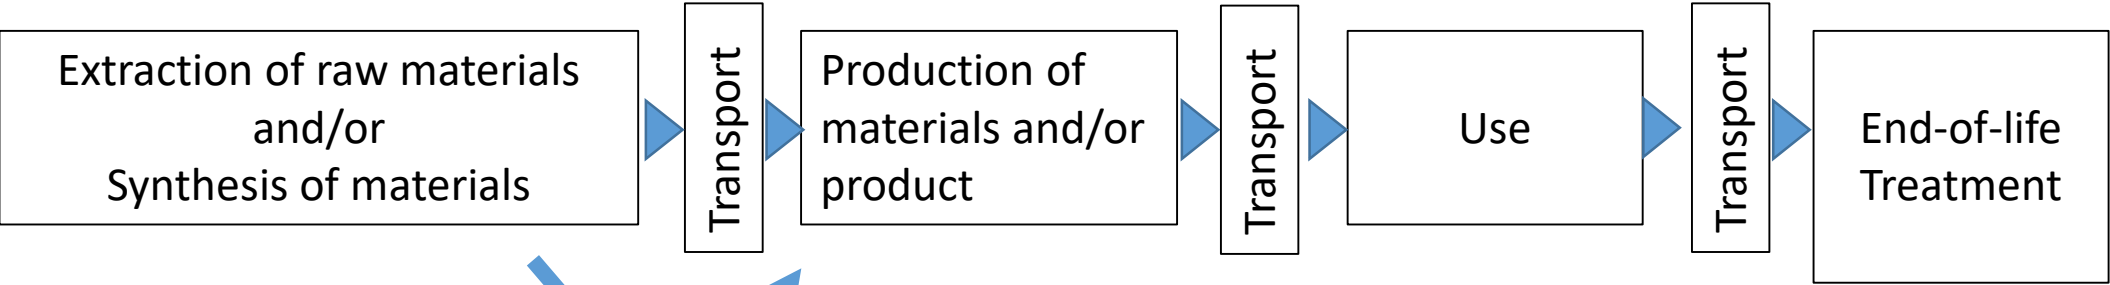 Extraction of raw materials
and/or
Synthesis of materials
Transport
Production of
materials and/or
product
Transport
Use
Transport
End-of-life
Treatment